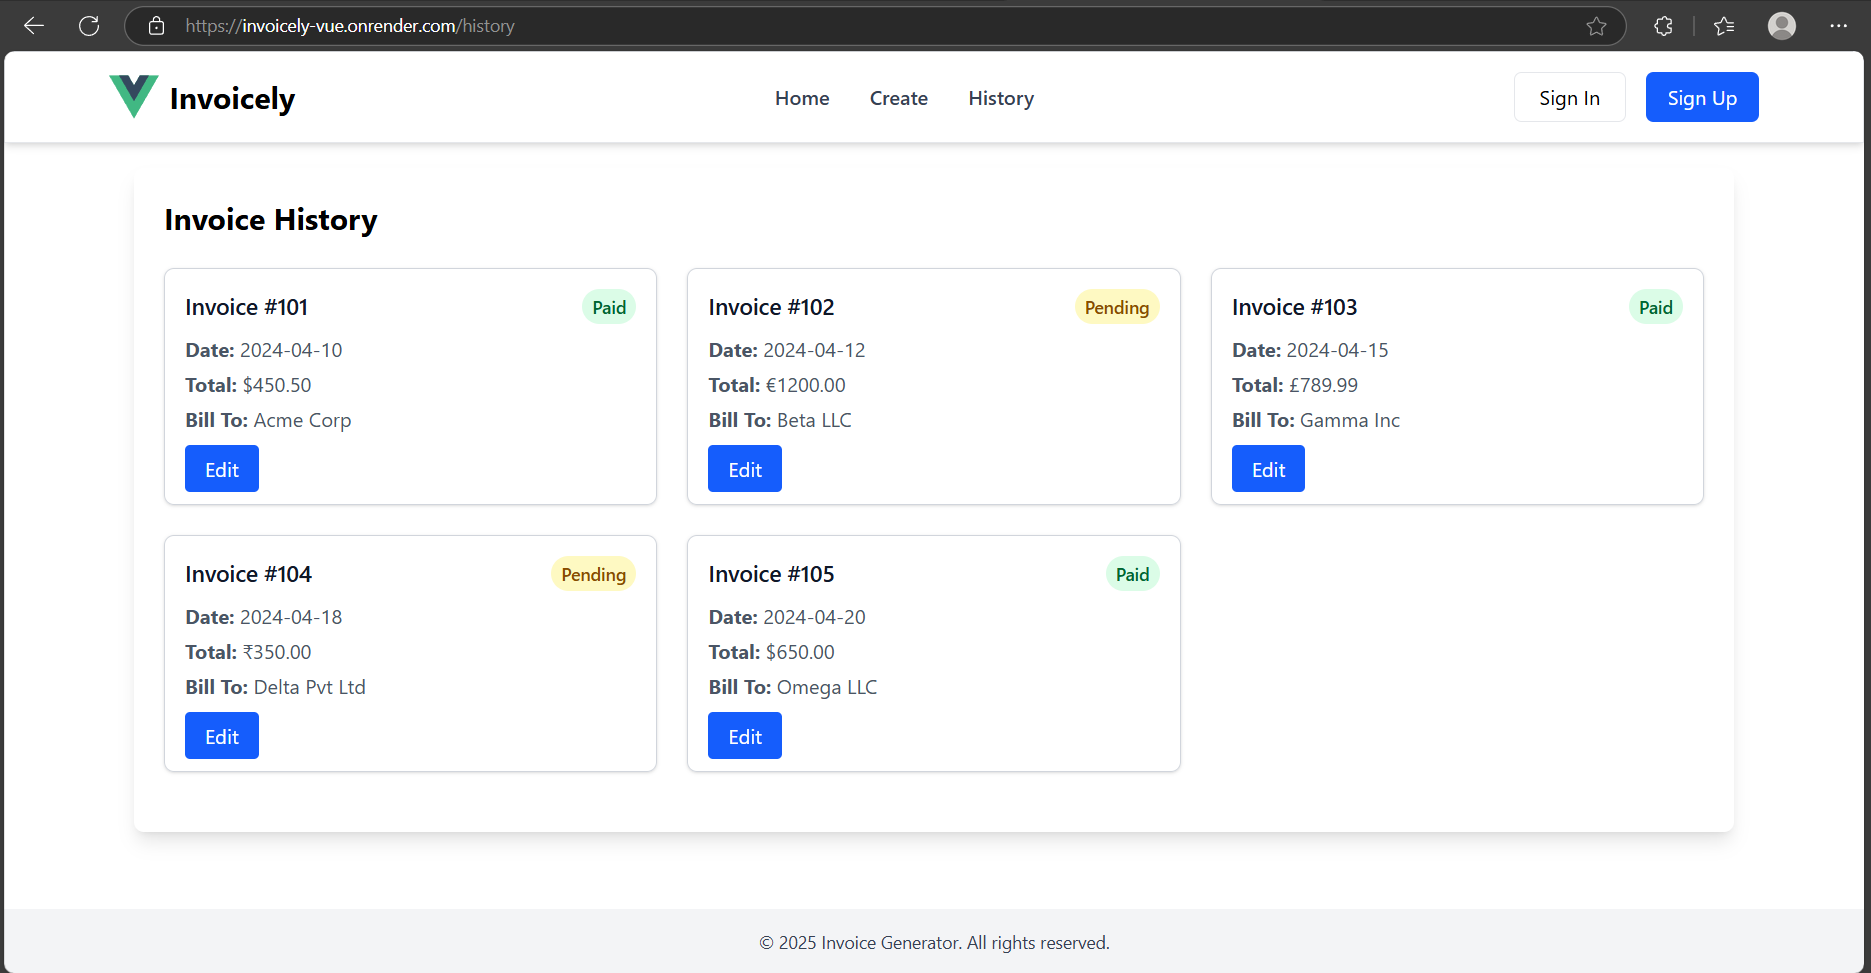 https://invoicely-vue.onrender.com/history
Invoicely
Home Create History
Sign In Sign Up
Invoice History
Invoice #101 Paid
Date: 2024-04-10
Total: $450.50
Bill To: Acme Corp
Edit
Invoice #102 Pending
Date: 2024-04-12
Total: €1200.00
Bill To: Beta LLC
Edit
Invoice #103 Paid
Date: 2024-04-15
Total: £789.99
Bill To: Gamma Inc
Edit
Invoice #104 Pending
Date: 2024-04-18
Total: ₹350.00
Bill To: Delta Pvt Ltd
Edit
Invoice #105 Paid
Date: 2024-04-20
Total: $650.00
Bill To: Omega LLC
Edit
© 2025 Invoice Generator. All rights reserved.